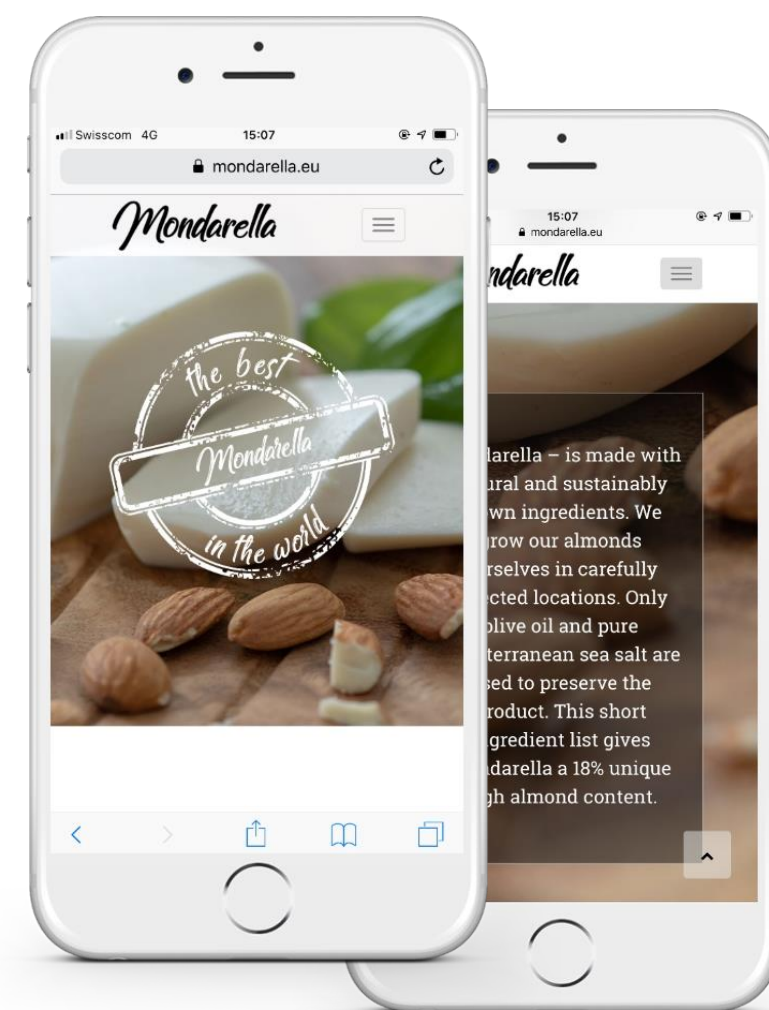 Swisscom 4G 15:07
mondarella.eu
Mondarella
the best
Mondarella
in the world
15:07
mondarella.eu
ndarella
darella – is made with
ural and sustainably
wn ingredients. We
row our almonds
rselves in carefully
cted locations. Only
olive oil and pure
terranean sea salt are
sed to preserve the
roduct. This short
gredient list gives
ndarella a 18% unique
gh almond content.